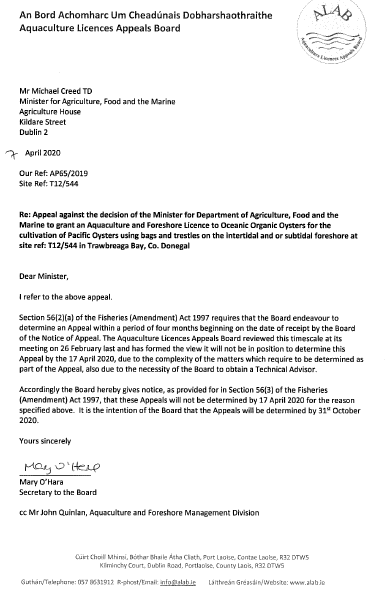 An Bord Achomharc Um Cheadúnais Dobharshaothraithe
Aquaculture Licences Appeals Board
ALAB
Mr Michael Creed TD
Minister for Agriculture, Food and the Marine
Agriculture House
Kildare Street
Dublin 2
7 April 2020
Our Ref: AP65/2019
Site Ref: T12/544
Re: Appeal against the decision of the Minister for Department of Agriculture, Food and the
Marine to grant an Aquaculture and Foreshore Licence to Oceanic Organic Oysters for the
cultivation of Pacific Oysters using bags and trestles on the intertidal and or subtidal foreshore at
site ref: T12/544 in Trawbreaga Bay, Co. Donegal
Dear Minister,
I refer to the above appeal.
Section 56(2)(a) of the Fisheries (Amendment) Act 1997 requires that the Board endeavour to
determine an Appeal within a period of four months beginning on the date of receipt by the Board
of the Notice of Appeal. The Aquaculture Licences Appeals Board reviewed this timescale at its
meeting on 26 February last and has formed the view it will not be in position to determine this
Appeal by the 17 April 2020, due to the complexity of the matters which require to be determined as
part of the Appeal, also due to the necessity of the Board to obtain a Technical Advisor.
Accordingly the Board hereby gives notice, as provided for in Section 56(3) of the Fisheries
(Amendment) Act 1997, that these Appeals will not be determined by 17 April 2020 for the reason
specified above. It is the intention of the Board that the Appeals will be determined by 31st October
2020.
Yours sincerely
Mary O'Hara
Mary O'Hara
Secretary to the Board
cc Mr John Quinlan, Aquaculture and Foreshore Management Division
Cúirt Choill Mhinsi, Bóthar Bhaile Átha Cliath, Port Laoise, Contae Laoise, R32 DTW5
Kilminchy Court, Dublin Road, Portlaoise, County Laois, R32 DTW5
Guthán/Telephone: 057 8631912 R-phost/Email: info@alab.ie Láithreán Gréasáin/Website: www.alab.ie